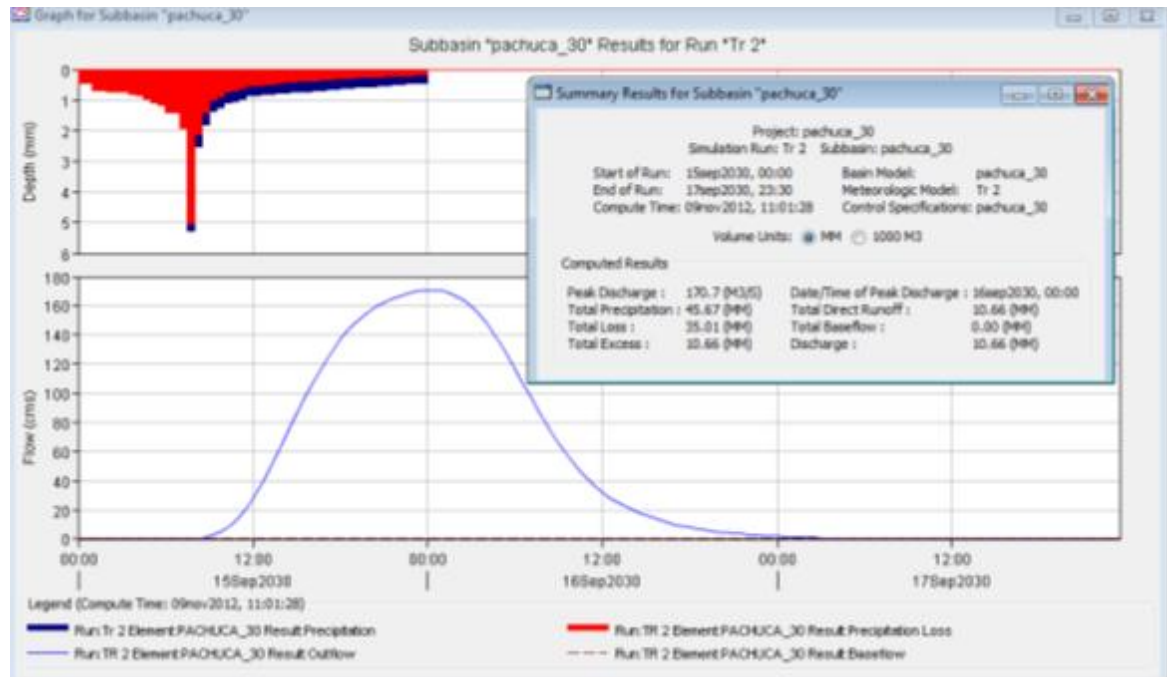 Graph for Subbasin "pachuca_30"
Subbasin "pachuca_30" Results for Run "Tr 2"
Depth (mm)
0
1
2
3
4
5
6
Summary Results for Subbasin "pachuca_30"
Project: pachuca_30
Simulation Run: Tr 2 Subbasin: pachuca_30
Start of Run: 15sep2030, 00:00 Basin Model: pachuca_30
End of Run: 17sep2030, 23:30 Meteorologic Model: Tr 2
Compute Time: 09nov2012, 11:01:28 Control Specifications: pachuca_30
Volume Units: MM 1000 M3
Computed Results
Peak Discharge : 170.7 (M3/S) Date/Time of Peak Discharge : 16sep2030, 00:00
Total Precipitation : 45.67 (MM) Total Direct Runoff : 10.66 (MM)
Total Loss : 35.01 (MM) Total Baseflow : 0.00 (MM)
Total Excess : 10.66 (MM) Discharge : 10.66 (MM)
Flow (cms)
180
160
140
120
100
80
60
40
20
0
00:00 12:00 00:00 12:00 00:00 12:00
15Sep2030 16Sep2030 17Sep2030
Legend (Compute Time: 09nov2012, 11:01:28)
Run:Tr 2 Element:PACHUCA_30 Result:Precipitation
Run:TR 2 Element:PACHUCA_30 Result:Precipitation Loss
Run:TR 2 Element:PACHUCA_30 Result:Outflow
Run:TR 2 Element:PACHUCA_30 Result:Baseflow